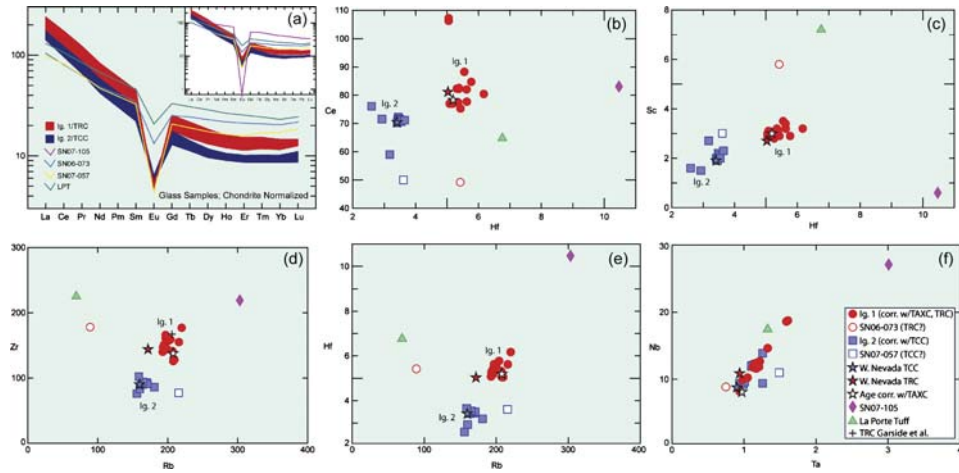 (a)
100
10
Ig. 1/TRC
Ig. 2/TCC
SN07-105
SN06-073
SN07-057
LPT
Glass Samples; Chondrite Normalized
La Ce Pr Nd Pm Sm Eu Gd Tb Dy Ho Er Tm Yb Lu
(b)
110
100
90
80
70
60
50
40
Ce
Ig. 1
Ig. 2
2 4 6 8 10
Hf
(c)
8
6
4
2
0
Ig. 1
Ig. 2
2 4 6 8 10
Hf
(d)
300
200
100
0
Zr
Ig. 1
Ig. 2
0 100 200 300 400
Rb
(e)
10
8
6
4
2
Hf
Ig. 1
Ig. 2
0 100 200 300 400
Rb
(f)
30
20
10
0
Nb
0 1 2 3 4
Ta
Ig. 1 (corr. w/TAXC, TRC)
SN06-073 (TRC?)
Ig. 2 (corr. w/TCC)
SN07-057 (TCC?)
W. Nevada TCC
W. Nevada TRC
Age corr. w/TAXC
SN07-105
La Porte Tuff
TRC Garside et al.